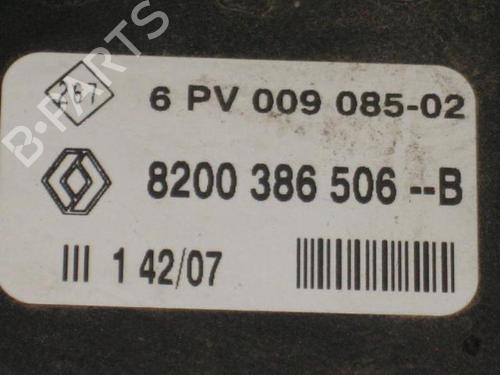 B-PARTS
267
6 PV 009 085-02
8200 386 506 --B
III 1 42/07